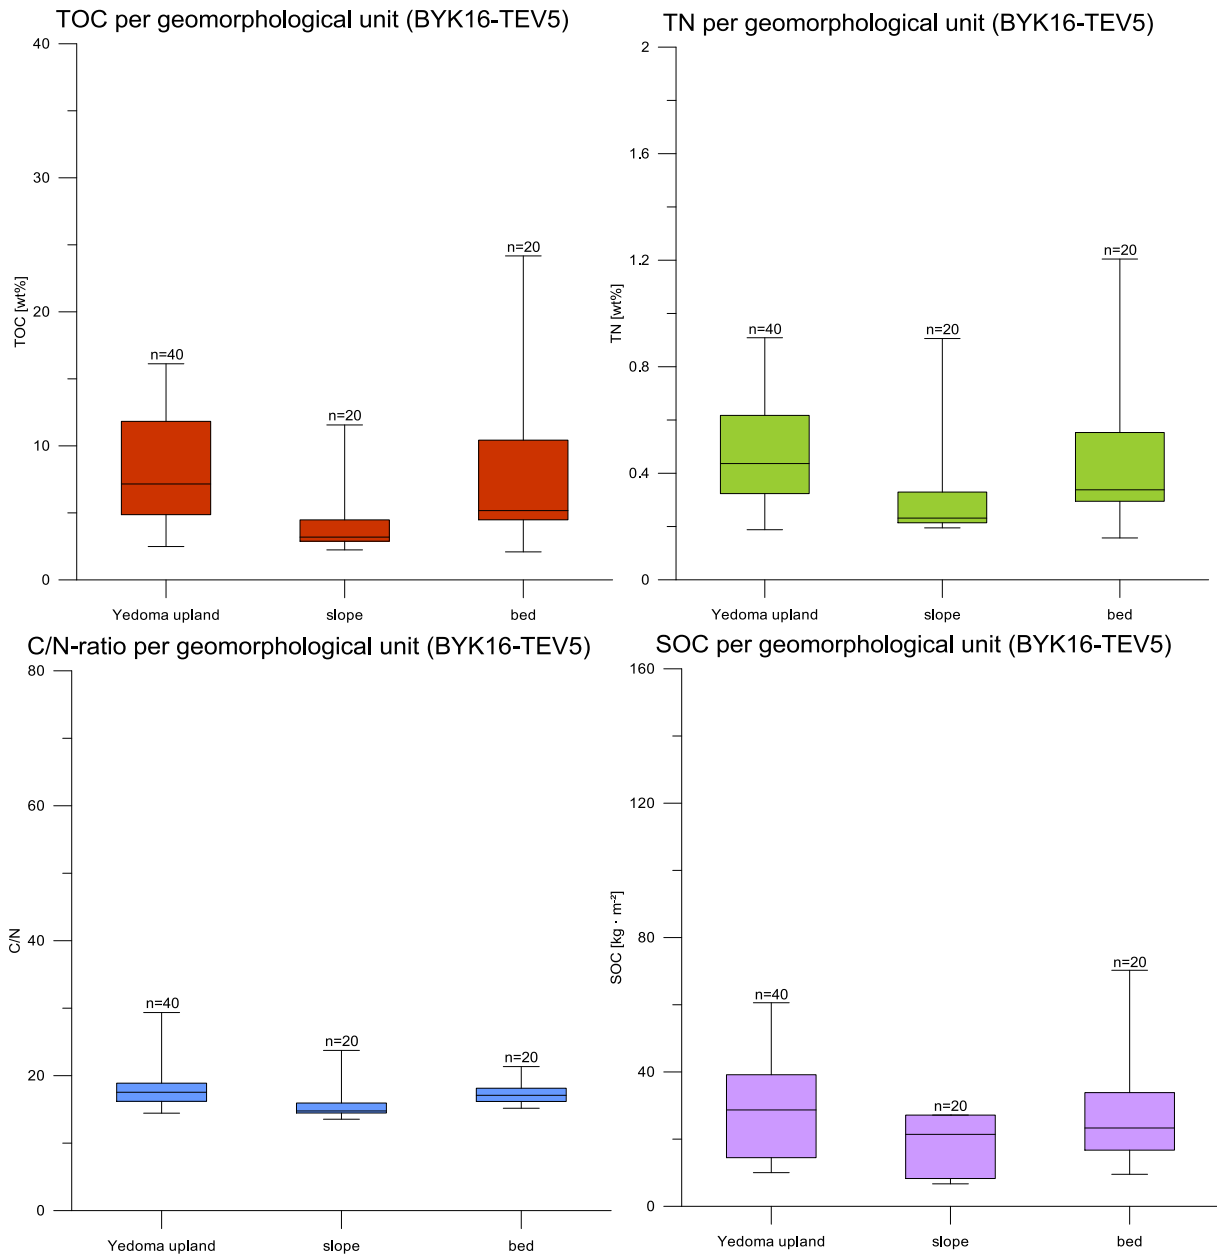 TOC per geomorphological unit (BYK16-TEV5)
40
30
20
10
0
TOC [wt%]
n=40
n=20
n=20
Yedoma upland
slope
bed
TN per geomorphological unit (BYK16-TEV5)
2
1.6
1.2
0.8
0.4
0
TN [wt%]
n=40
n=20
n=20
Yedoma upland
slope
bed
C/N-ratio per geomorphological unit (BYK16-TEV5)
80
60
40
20
0
C/N
n=40
n=20
n=20
Yedoma upland
slope
bed
SOC per geomorphological unit (BYK16-TEV5)
160
120
80
40
0
SOC [kg · m⁻²]
n=40
n=20
n=20
Yedoma upland
slope
bed